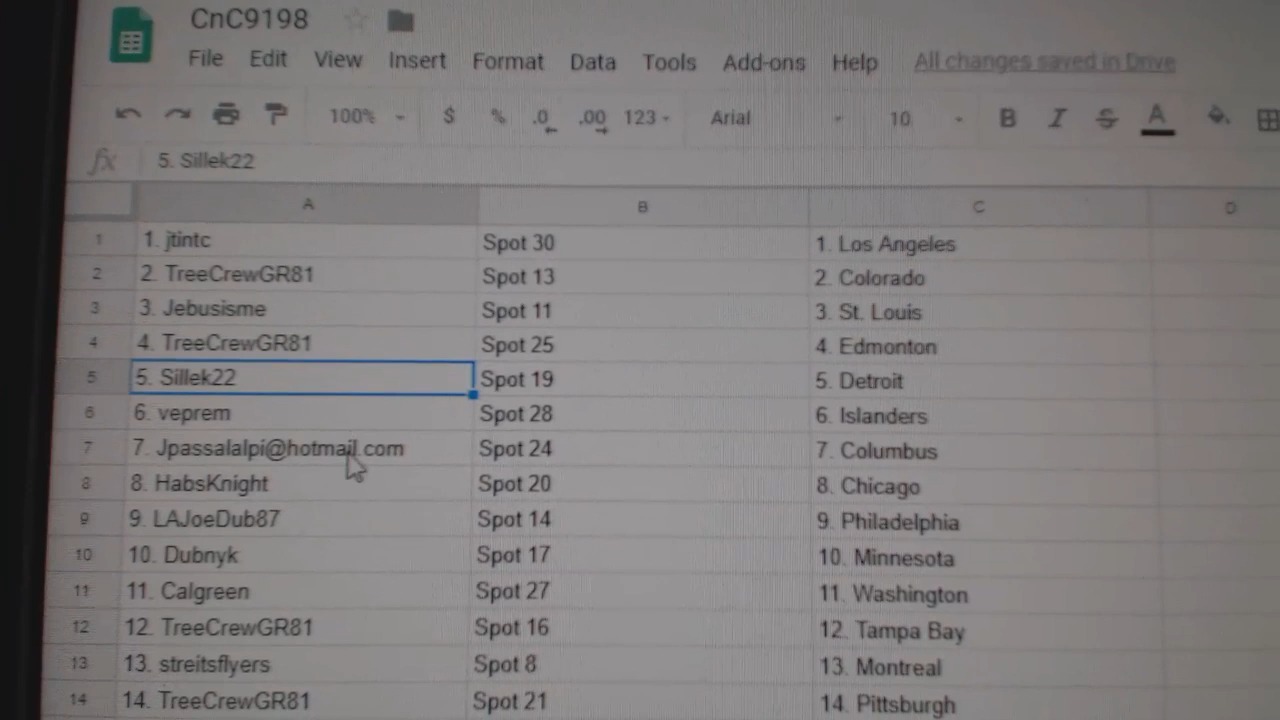 CnC9198
File Edit View Insert Format Data Tools Add-ons Help All changes saved in Drive
100% $ % .0 .00 123 Arial 10 B I S A
fx 5. Sillek22
A B C D
1 1. jtintc Spot 30 1. Los Angeles
2 2. TreeCrewGR81 Spot 13 2. Colorado
3 3. Jebusisme Spot 11 3. St. Louis
4 4. TreeCrewGR81 Spot 25 4. Edmonton
5 5. Sillek22 Spot 19 5. Detroit
6 6. veprem Spot 28 6. Islanders
7 7. Jpassalalpi@hotmail.com Spot 24 7. Columbus
8 8. HabsKnight Spot 20 8. Chicago
9 9. LAJoeDub87 Spot 14 9. Philadelphia
10 10. Dubnyk Spot 17 10. Minnesota
11 11. Calgreen Spot 27 11. Washington
12 12. TreeCrewGR81 Spot 16 12. Tampa Bay
13 13. streitsflyers Spot 8 13. Montreal
14 14. TreeCrewGR81 Spot 21 14. Pittsburgh